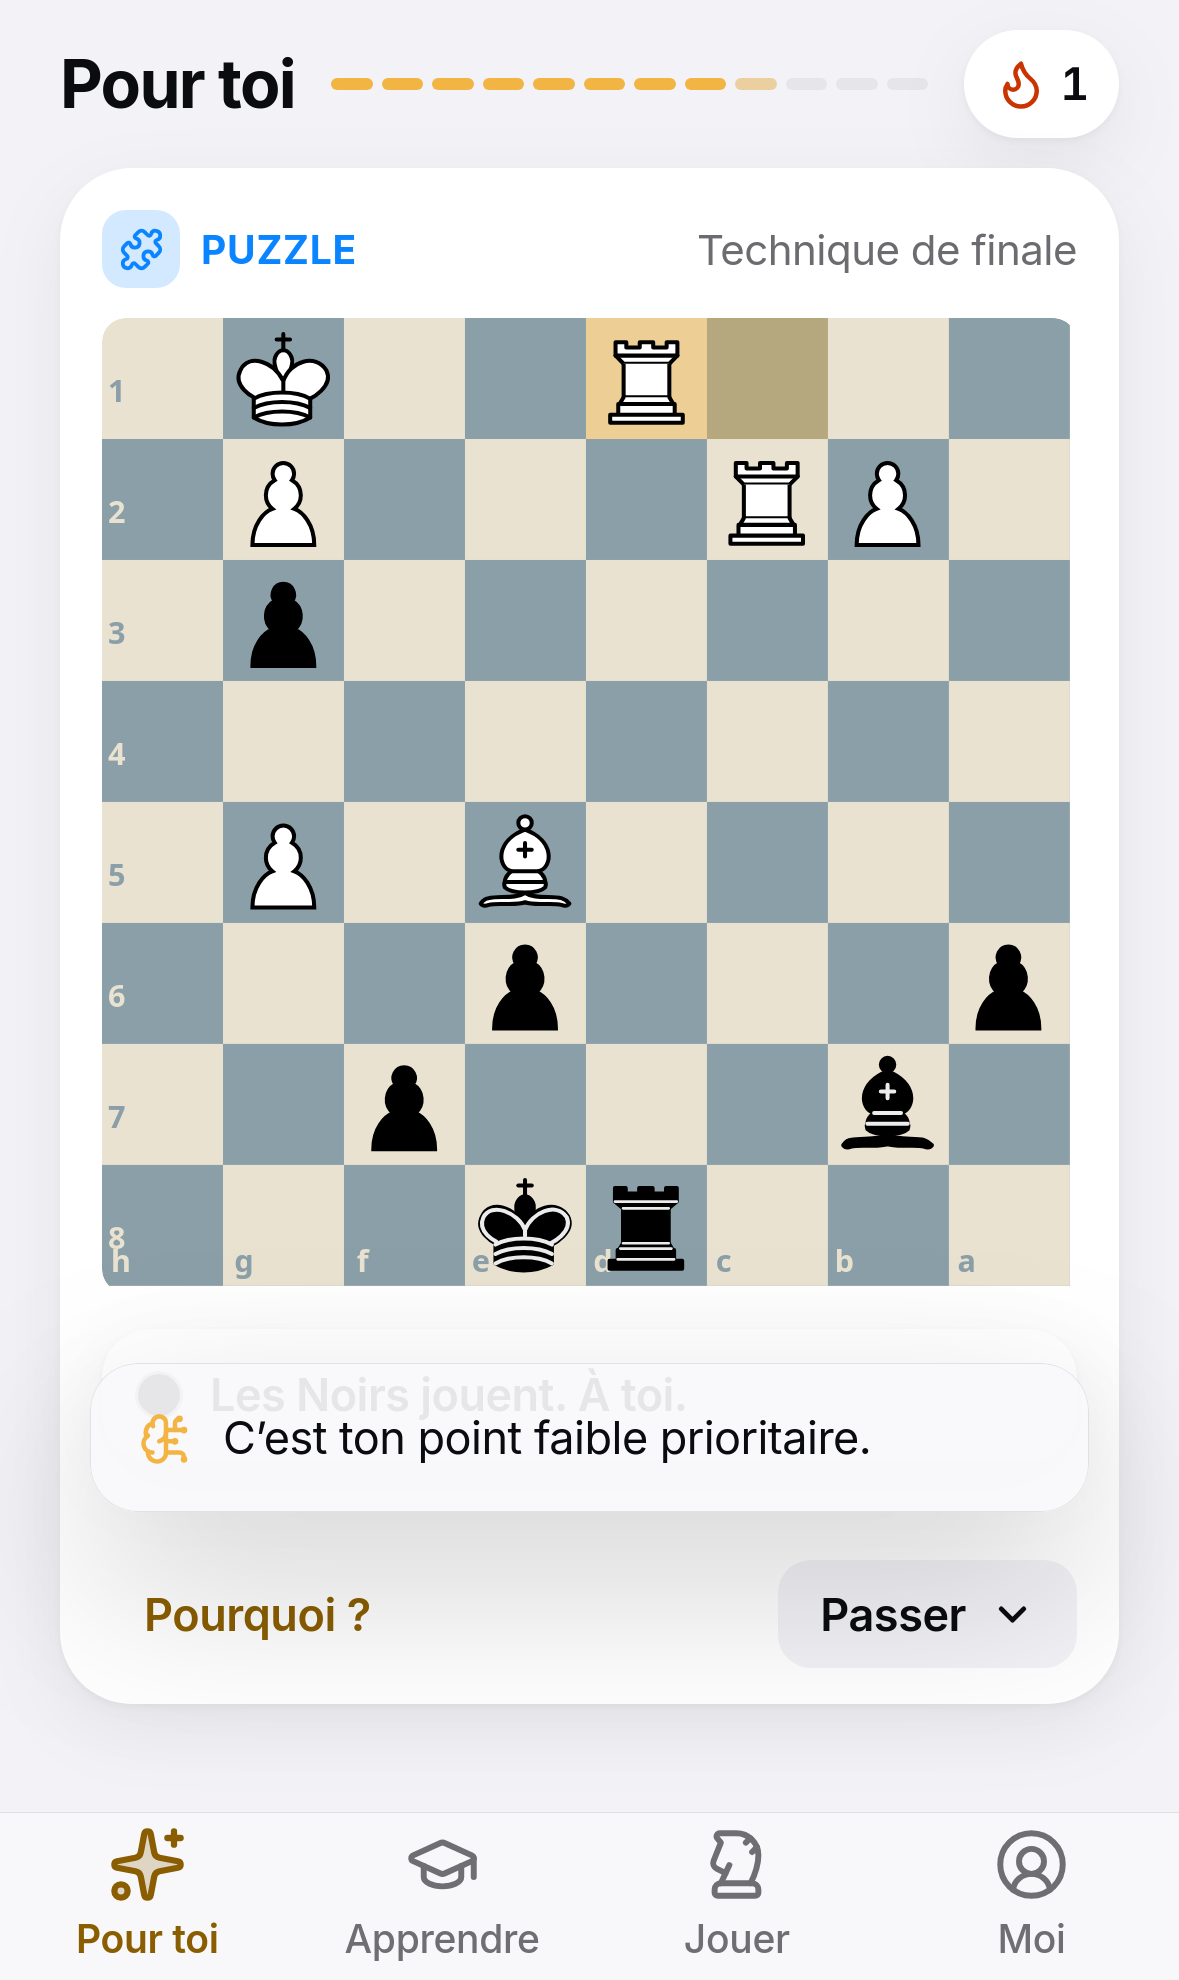 Pour toi
1
PUZZLE
Technique de finale
1
2
3
4
5
6
7
8
h g f e d c b a
Les Noirs jouent. À toi.
C’est ton point faible prioritaire.
Pourquoi ?
Passer
Pour toi
Apprendre
Jouer
Moi